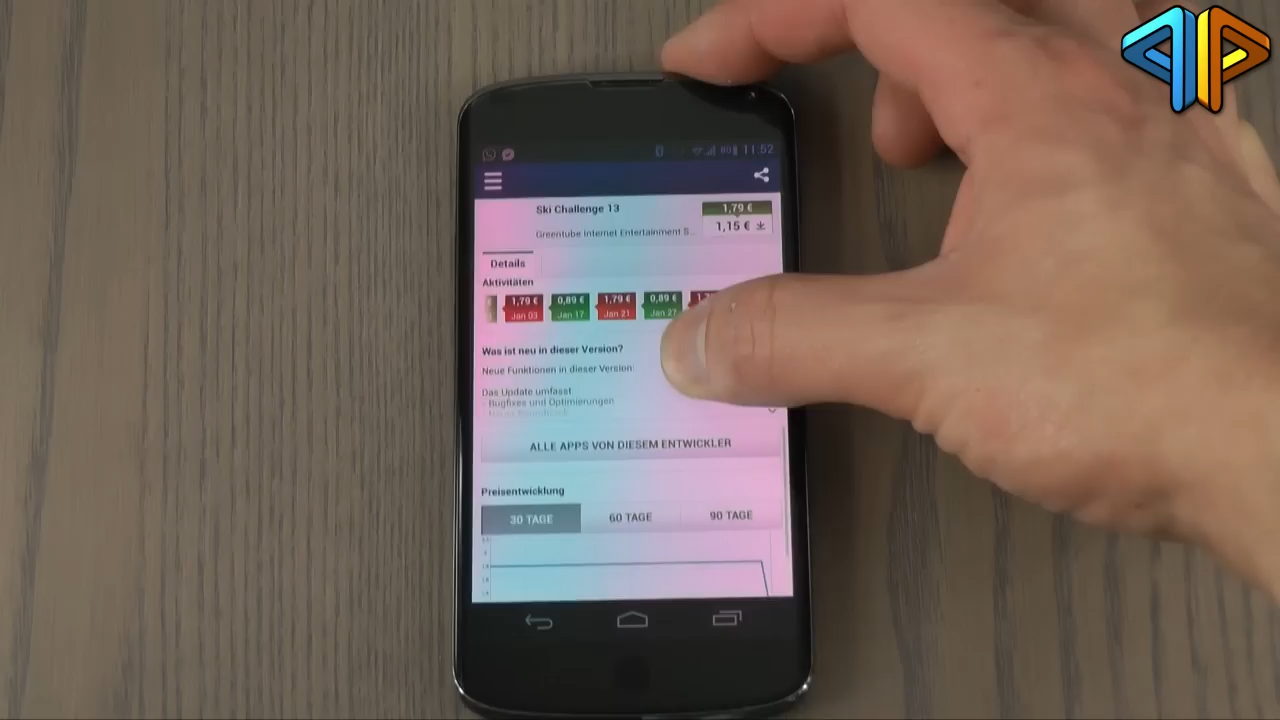 11:52
Ski Challenge 13
1,79 €
Greentube Internet Entertainment S...
1,15 €
Details
Aktivitäten
1,79 € 0,89 € 1,79 € 0,89 €
Jan 03 Jan 17 Jan 21 Jan 27
Was ist neu in dieser Version?
Neue Funktionen in dieser Version:
Das Update umfasst
- Bugfixes und Optimierungen
ALLE APPS VON DIESEM ENTWICKLER
Preisentwicklung
30 TAGE 60 TAGE 90 TAGE